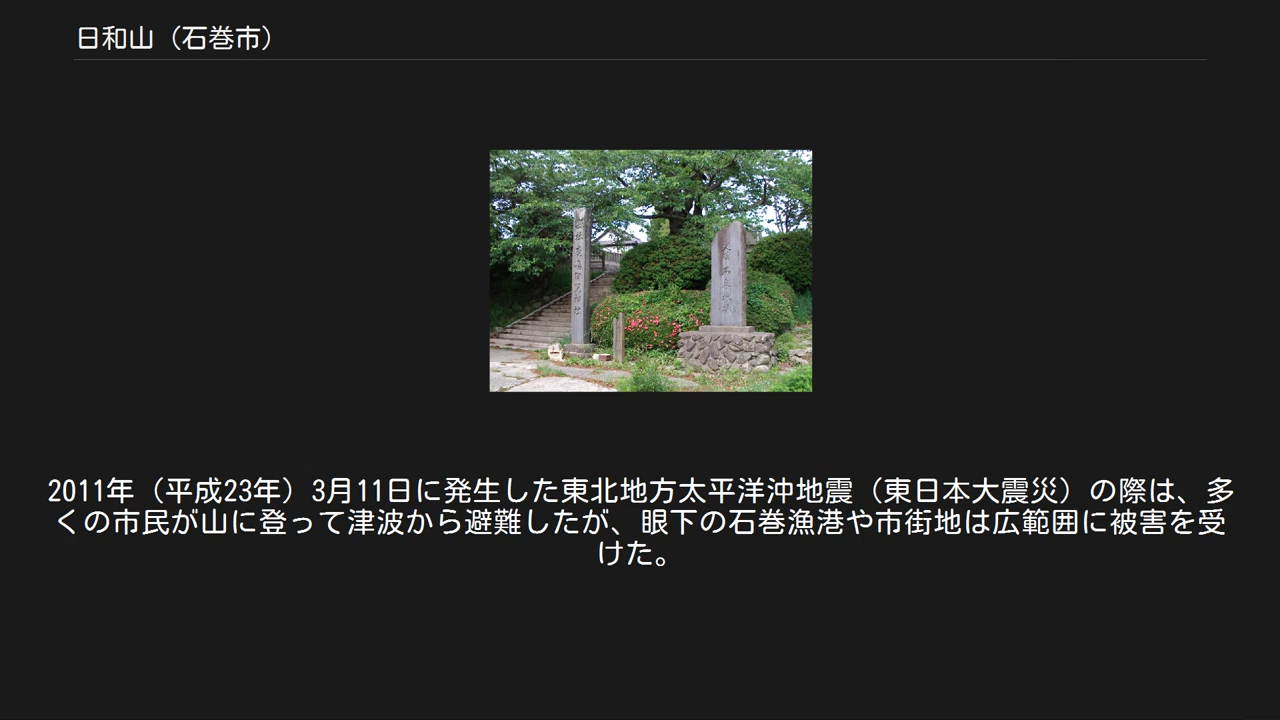 日和山（石巻市）
2011年（平成23年）3月11日に発生した東北地方太平洋沖地震（東日本大震災）の際は、多
くの市民が山に登って津波から避難したが、眼下の石巻漁港や市街地は広範囲に被害を受
けた。